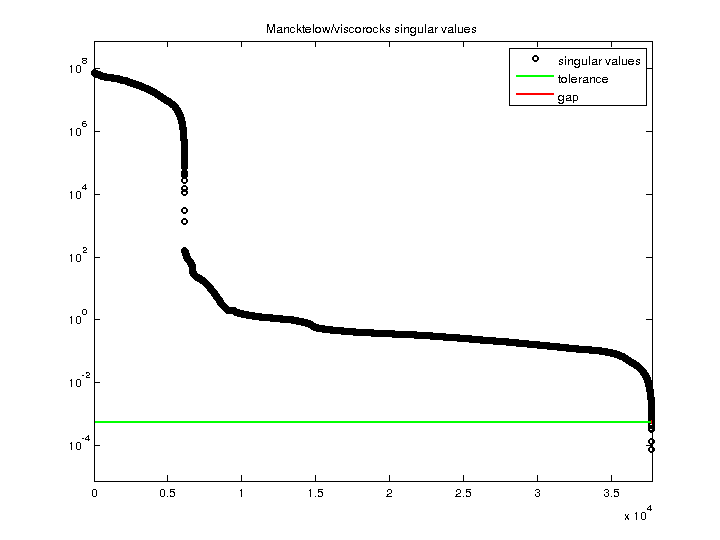 Mancktelow/viscorocks singular values
10^8
10^6
10^4
10^2
10^0
10^-2
10^-4
singular values
tolerance
gap
0 0.5 1 1.5 2 2.5 3 3.5
x 10^4